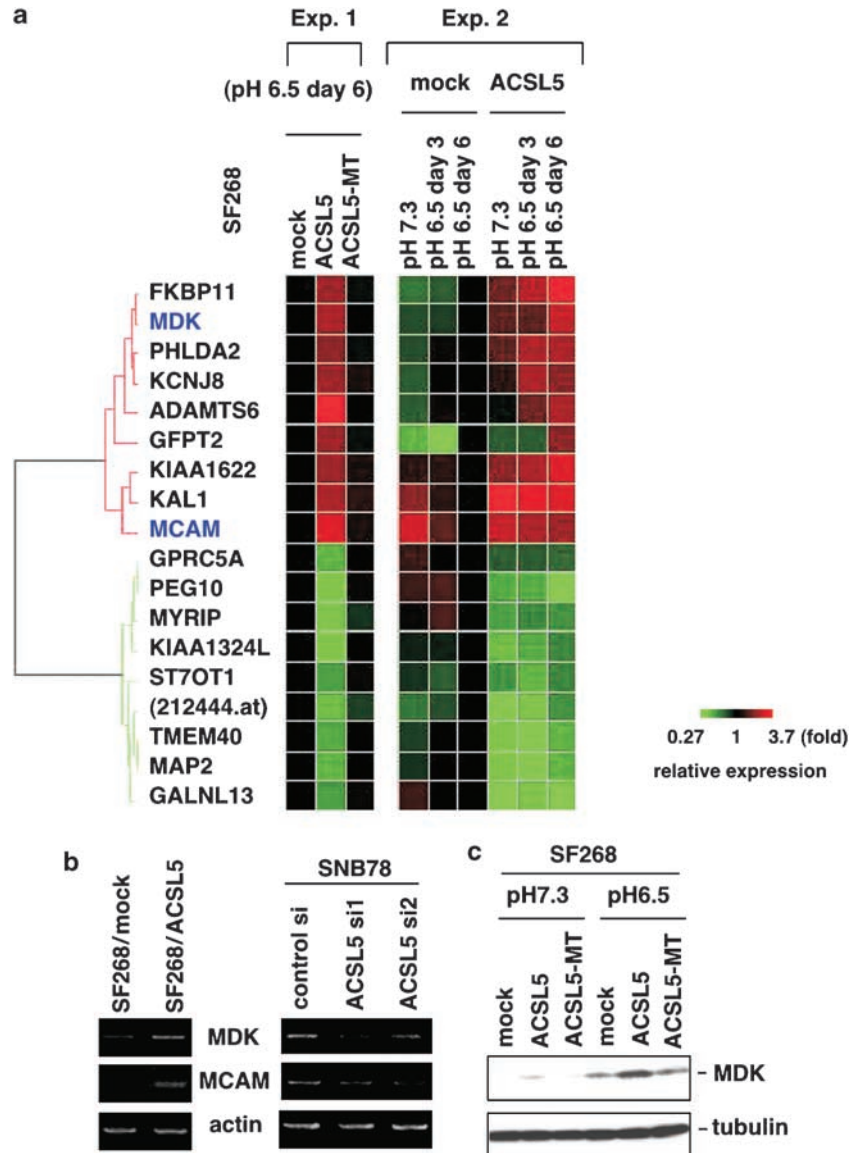 a
Exp. 1
Exp. 2
(pH 6.5 day 6)
mock
ACSL5
SF268
mock
ACSL5
ACSL5-MT
pH 7.3
pH 6.5 day 3
pH 6.5 day 6
pH 7.3
pH 6.5 day 3
pH 6.5 day 6
FKBP11
MDK
PHLDA2
KCNJ8
ADAMTS6
GFPT2
KIAA1622
KAL1
MCAM
GPRC5A
PEG10
MYRIP
KIAA1324L
ST7OT1
(212444.at)
TMEM40
MAP2
GALNL13
0.27 1 3.7 (fold)
relative expression
b
SF268/mock
SF268/ACSL5
SNB78
control si
ACSL5 si1
ACSL5 si2
MDK
MCAM
actin
c
SF268
pH7.3
pH6.5
mock
ACSL5
ACSL5-MT
mock
ACSL5
ACSL5-MT
- MDK
- tubulin